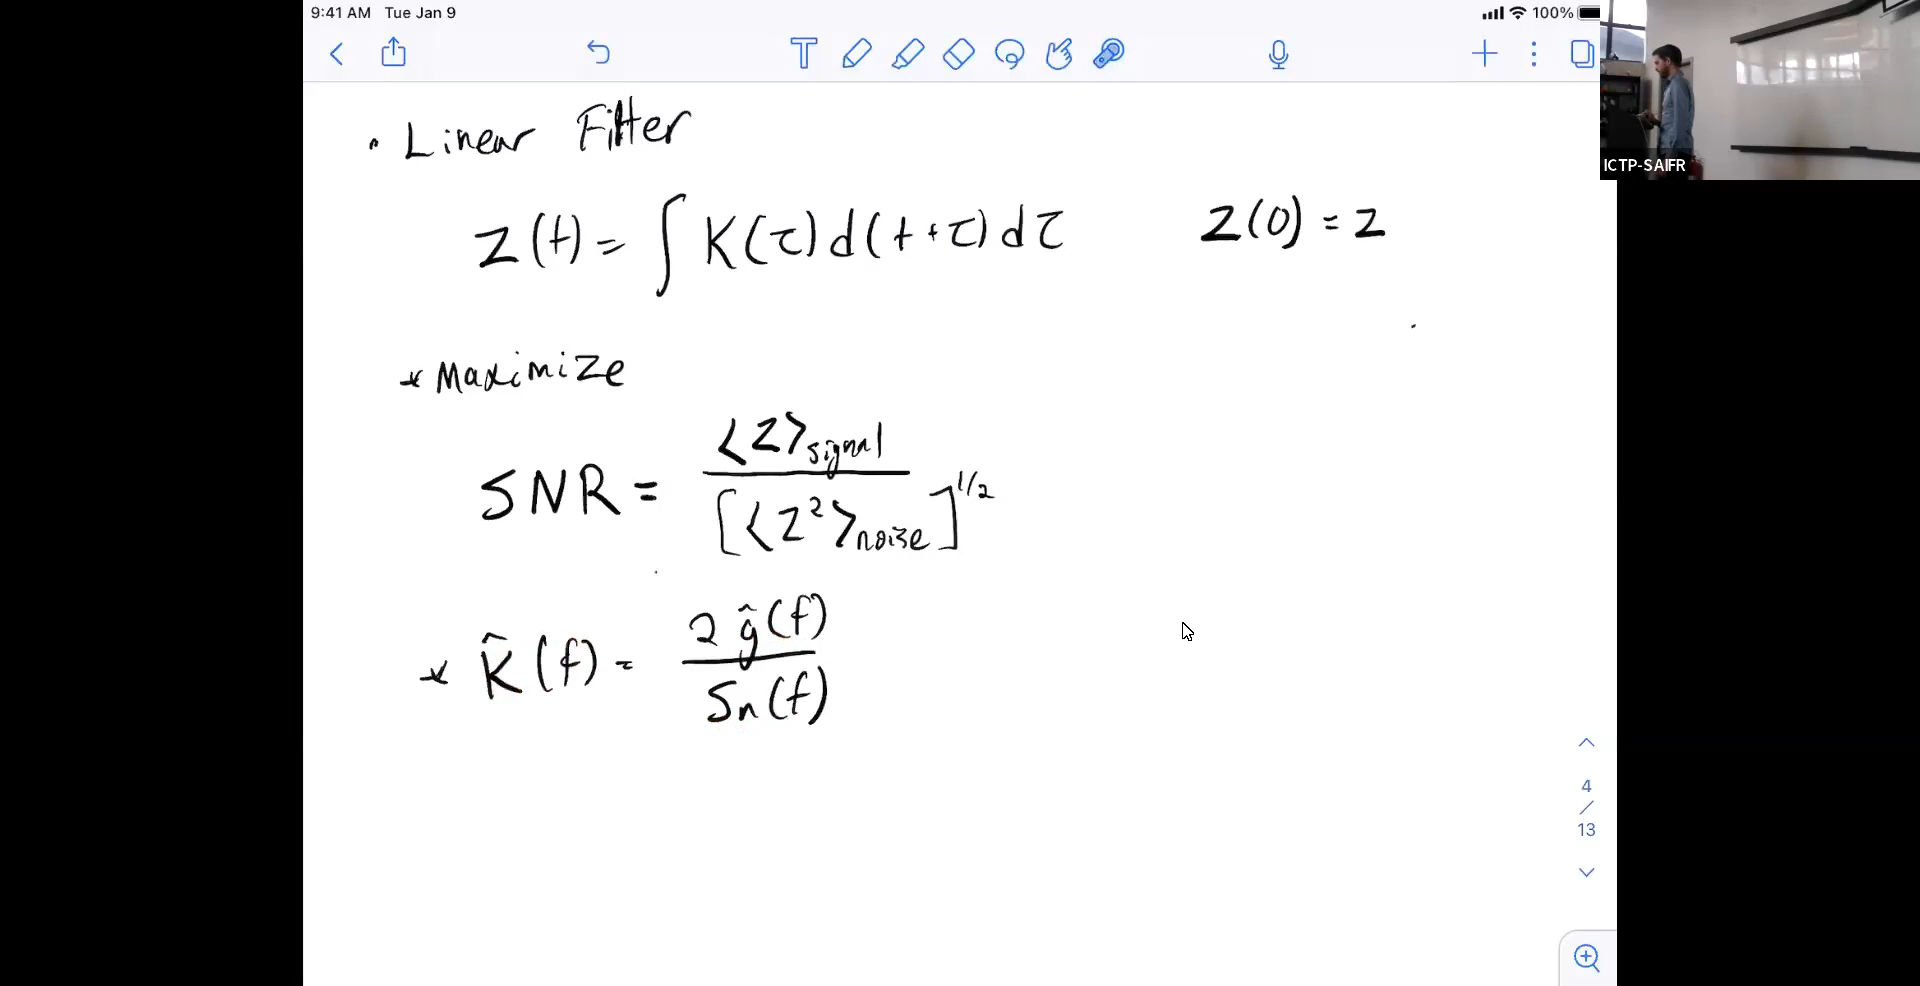 9:41 AM Tue Jan 9
100%
ICTP-SAIFR
• Linear Filter
Z(t) = ∫ K(τ) d(t+τ) dτ
Z(0) = Z
* Maximize
SNR = <Z>signal / [<Z²>noise]^1/2
* K̂(f) = 2 ĝ(f) / Sn(f)
4
/
13